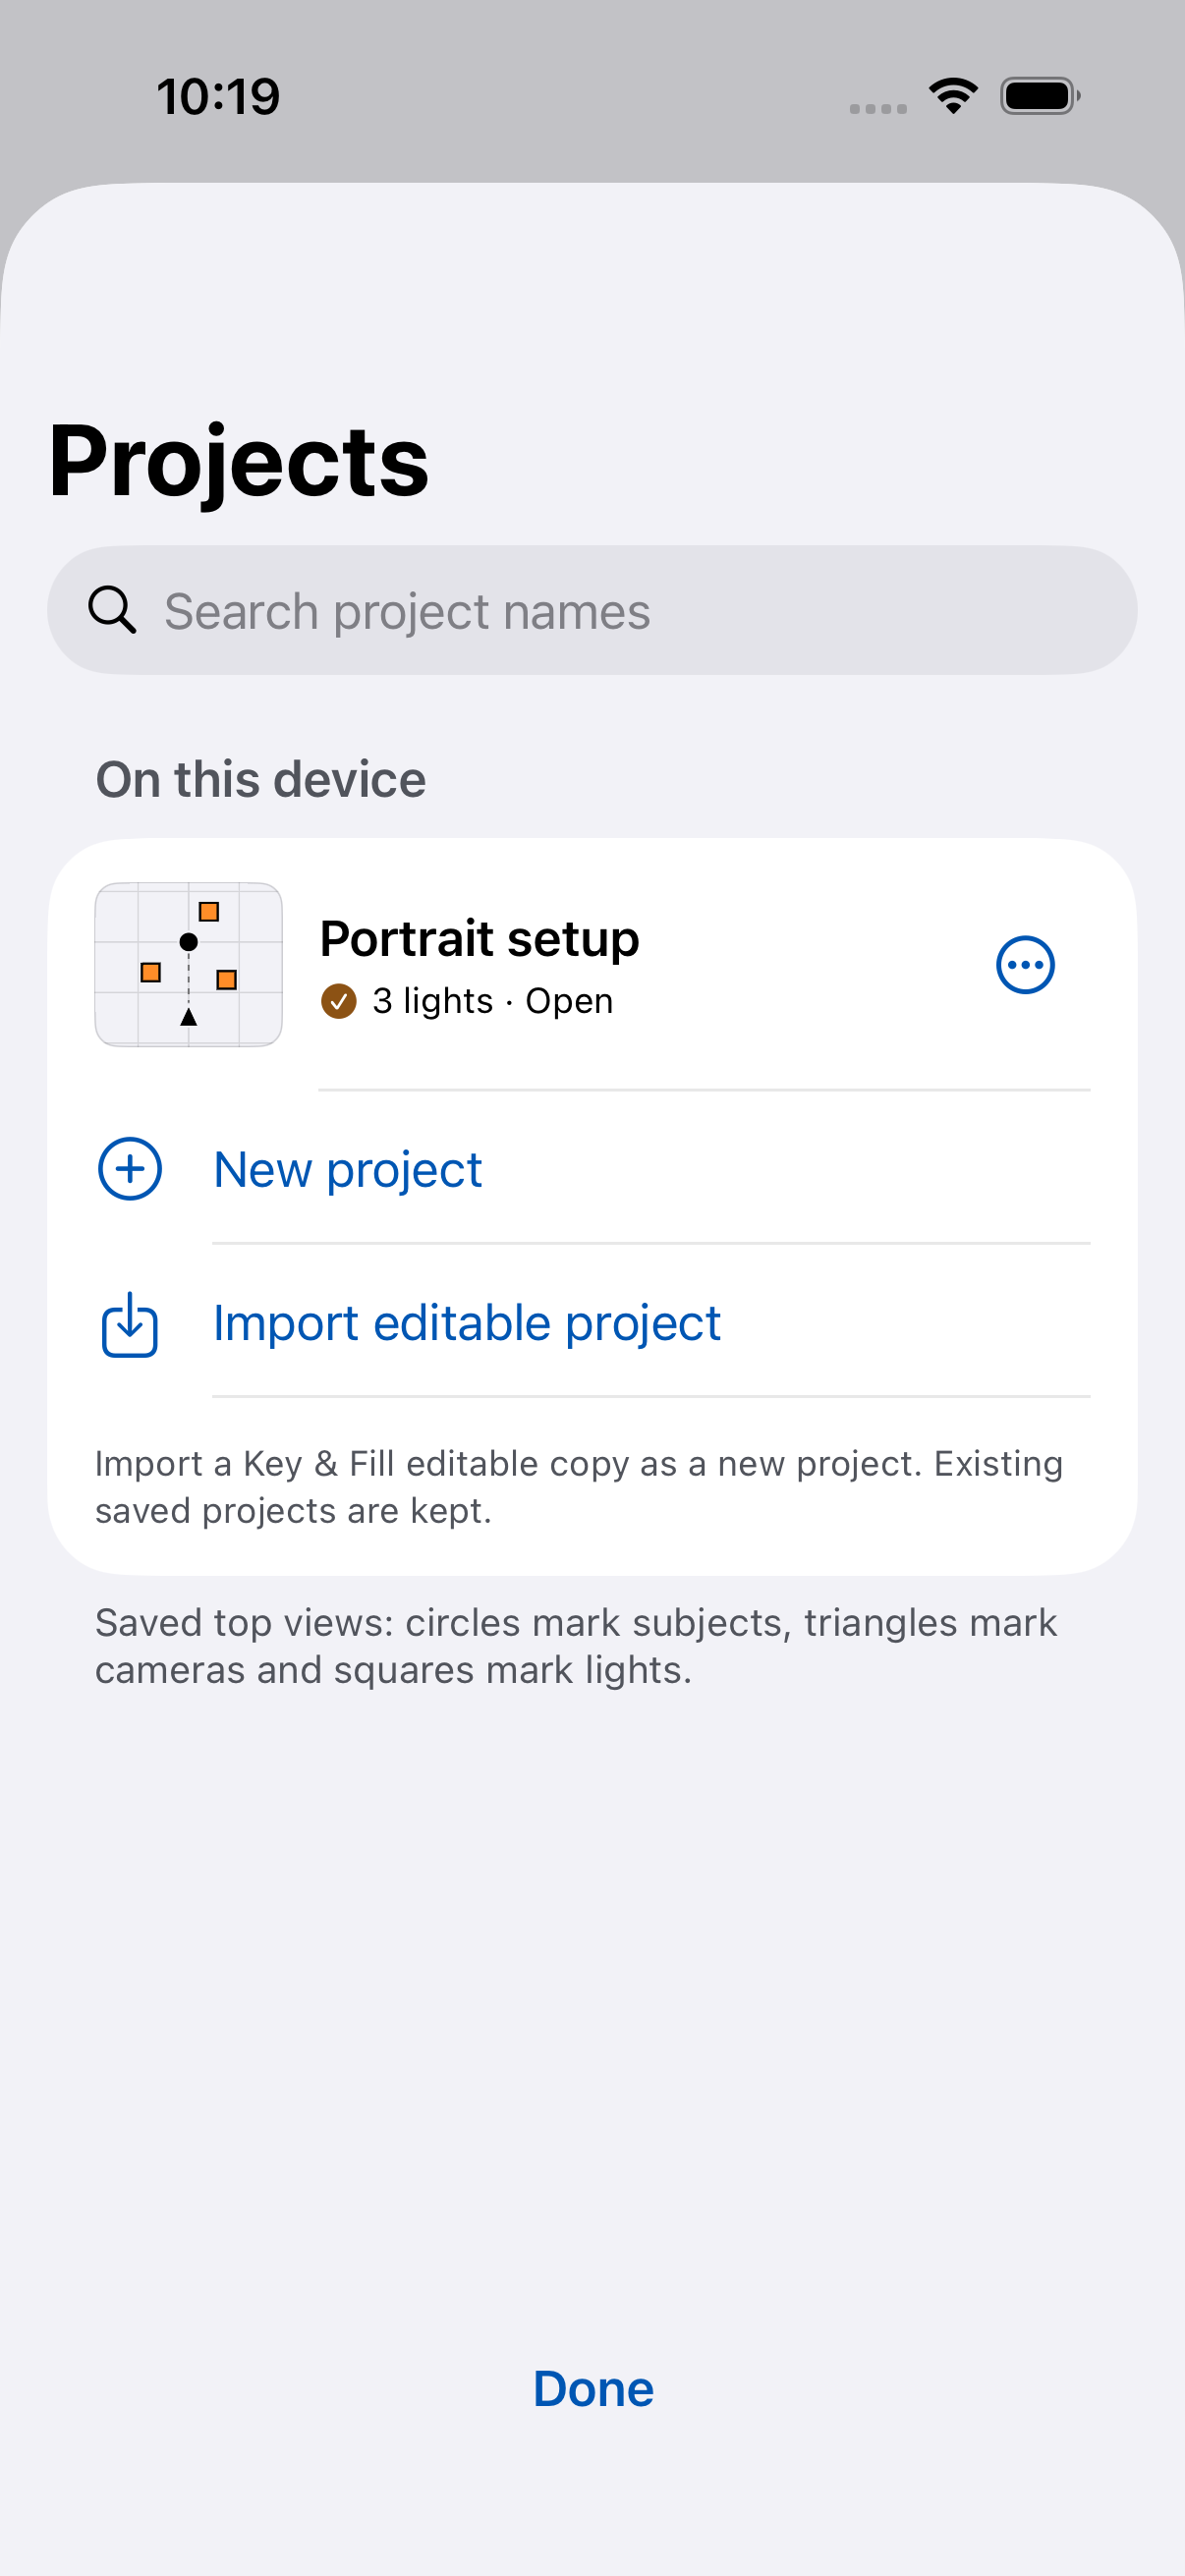 10:19
Projects
Search project names
On this device
Portrait setup
3 lights · Open
New project
Import editable project
Import a Key & Fill editable copy as a new project. Existing
saved projects are kept.
Saved top views: circles mark subjects, triangles mark
cameras and squares mark lights.
Done